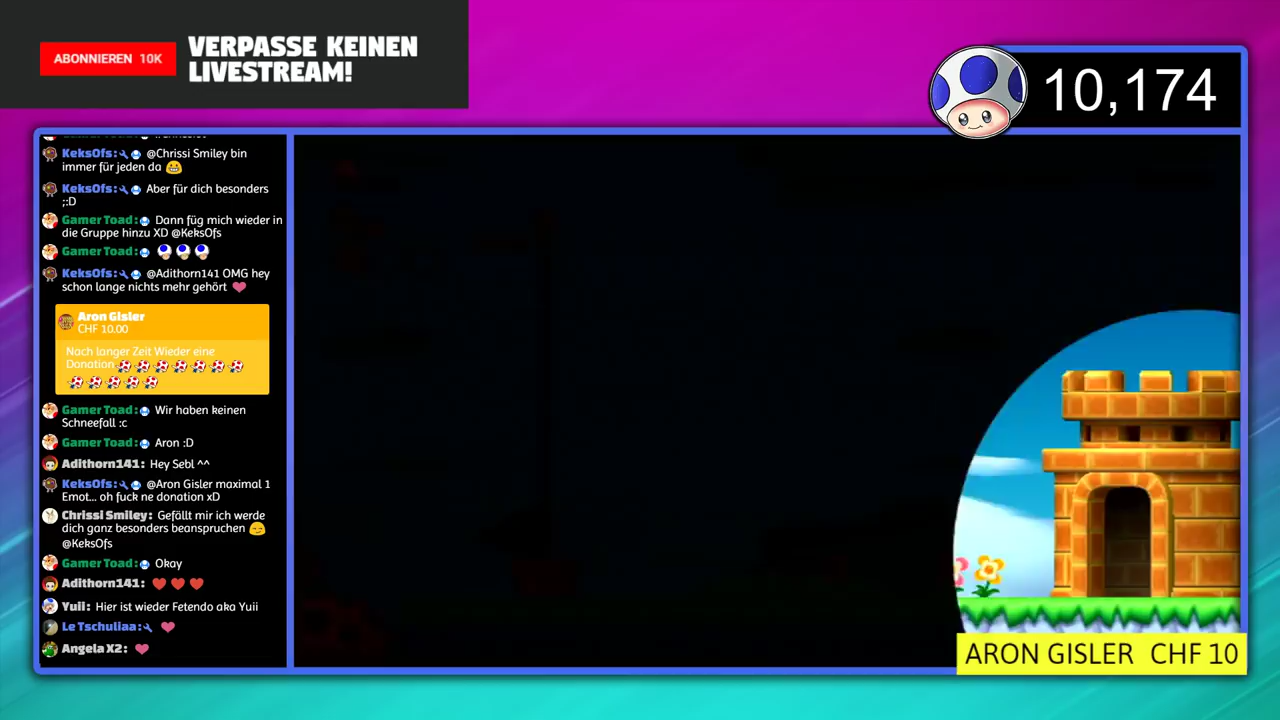 ABONNIEREN 10K
VERPASSE KEINEN
LIVESTREAM!
10,174
KeksOfs: @Chrissi Smiley bin
immer für jeden da
KeksOfs: Aber für dich besonders
;:D
Gamer Toad: Dann füg mich wieder in
die Gruppe hinzu XD @KeksOfs
Gamer Toad:
KeksOfs: @Adithorn141 OMG hey
schon lange nichts mehr gehört
Aron Gisler
CHF 10.00
Nach langer Zeit Wieder eine
Donation
Gamer Toad: Wir haben keinen
Schneefall :c
Gamer Toad: Aron :D
Adithorn141: Hey Sebl ^^
KeksOfs: @Aron Gisler maximal 1
Emot... oh fuck ne donation xD
Chrissi Smiley: Gefällt mir ich werde
dich ganz besonders beanspruchen
@KeksOfs
Gamer Toad: Okay
Adithorn141:
Yuii: Hier ist wieder Fetendo aka Yuii
Le Tschuliaa:
Angela X2:
ARON GISLER CHF 10